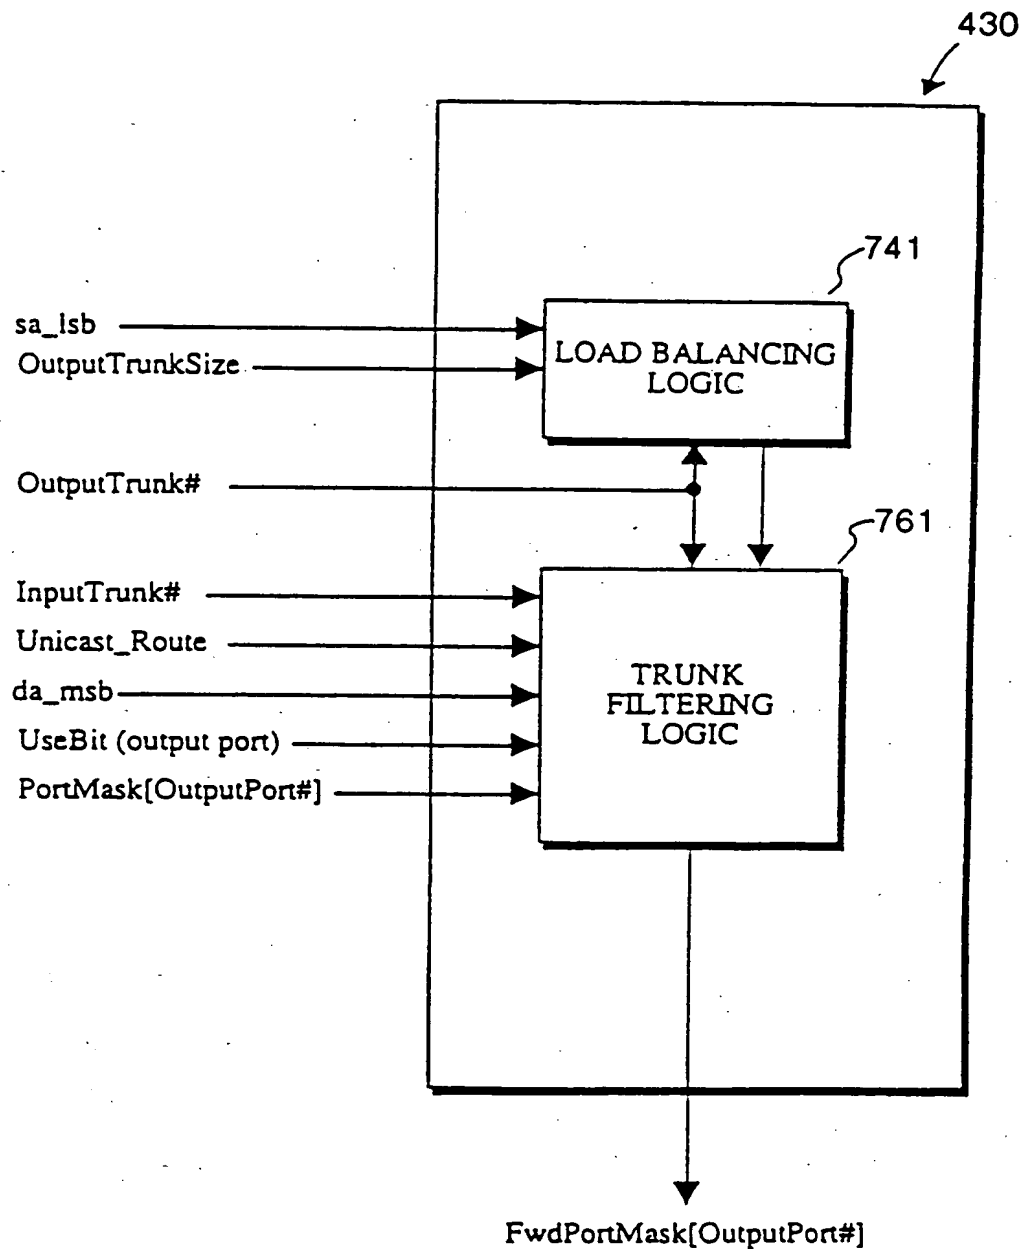 430
741
sa_lsb
OutputTrunkSize
LOAD BALANCING
LOGIC
OutputTrunk#
761
InputTrunk#
Unicast_Route
da_msb
UseBit (output port)
PortMask[OutputPort#]
TRUNK
FILTERING
LOGIC
FwdPortMask[OutputPort#]